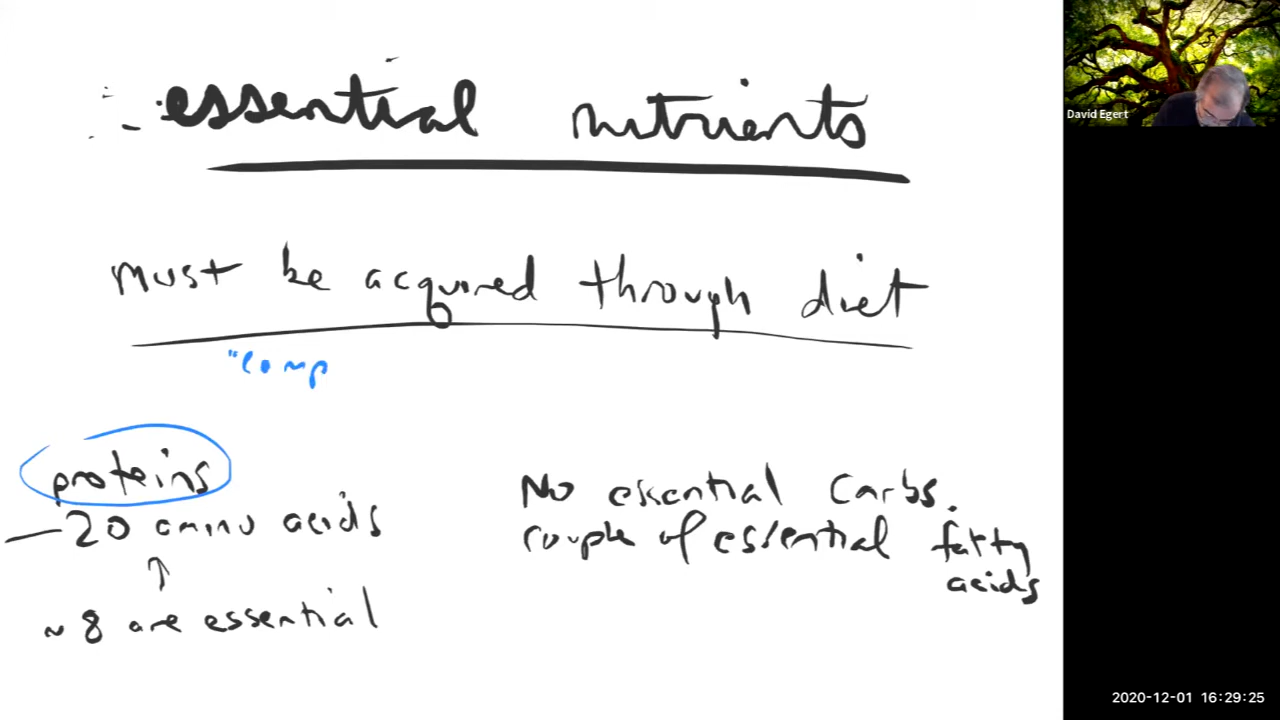 essential nutrients
must be acquired through diet
"comp
proteins
— 20 amino acids
↑
~ 8 are essential
No essential carbs.
couple of essential fatty
acids
David Egert
2020-12-01 16:29:25